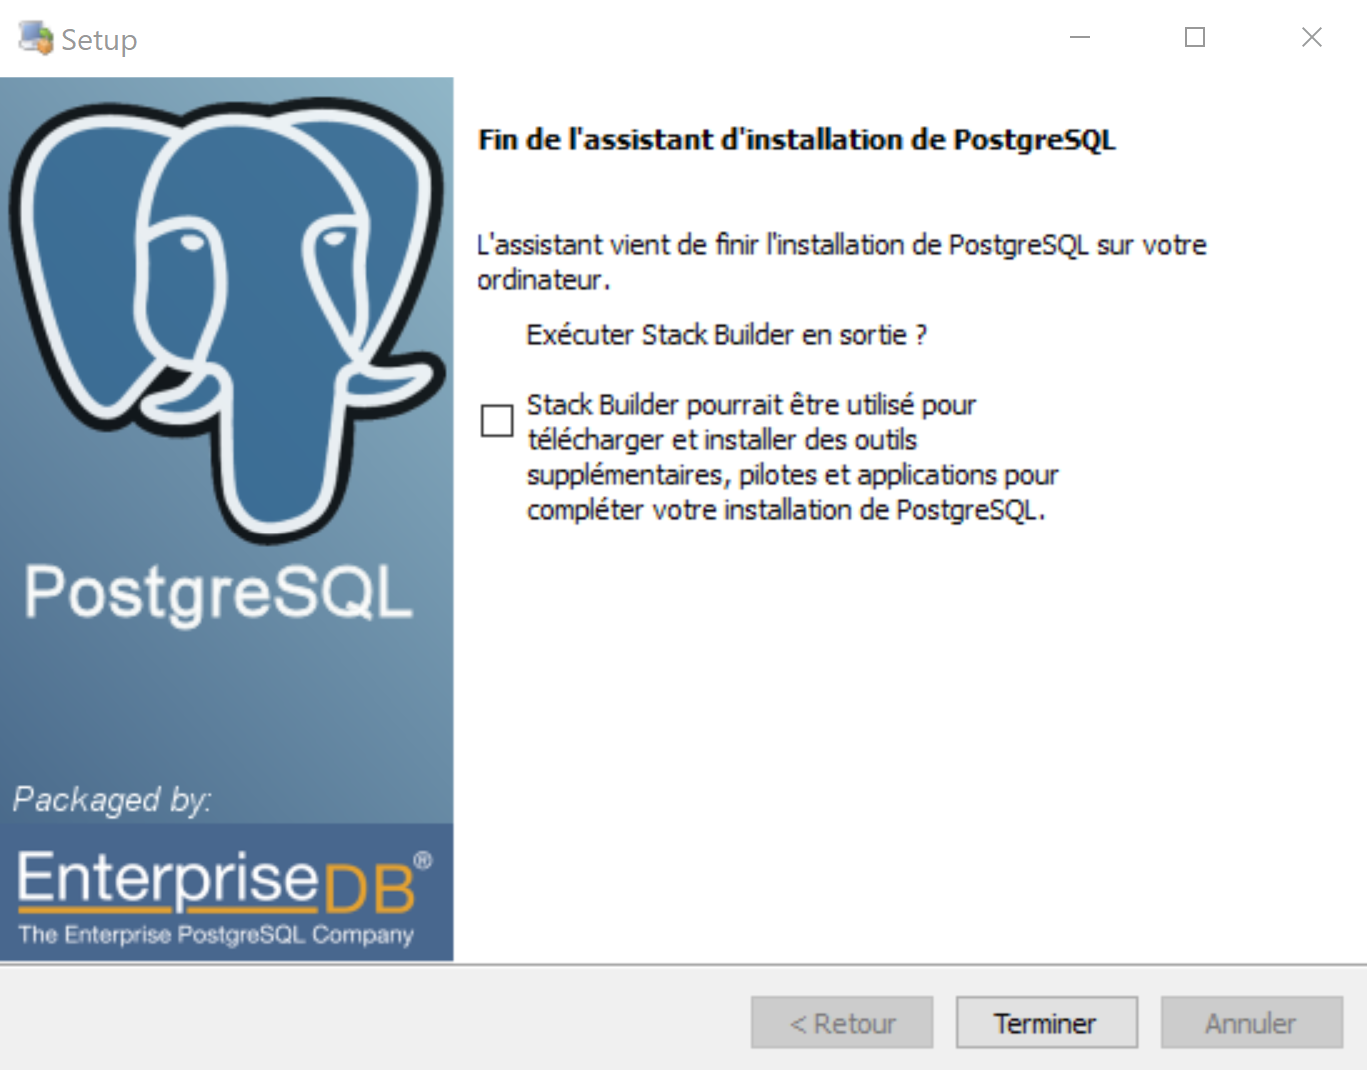 Setup
Fin de l'assistant d'installation de PostgreSQL
L'assistant vient de finir l'installation de PostgreSQL sur votre
ordinateur.
Exécuter Stack Builder en sortie ?
Stack Builder pourrait être utilisé pour
télécharger et installer des outils
supplémentaires, pilotes et applications pour
compléter votre installation de PostgreSQL.
PostgreSQL
Packaged by:
EnterpriseDB®
The Enterprise PostgreSQL Company
< Retour
Terminer
Annuler